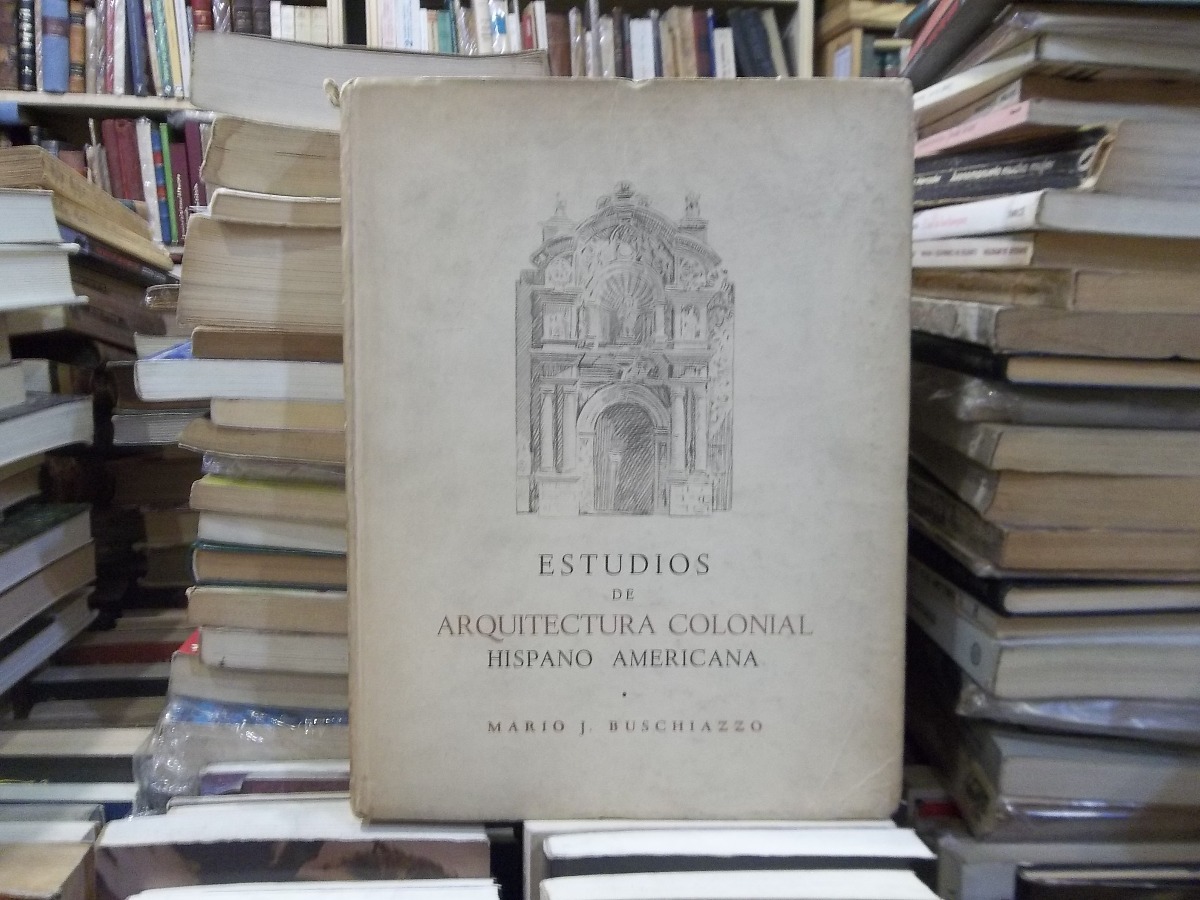 ESTUDIOS
DE
ARQUITECTURA COLONIAL
HISPANO AMERICANA
MARIO J. BUSCHIAZZO